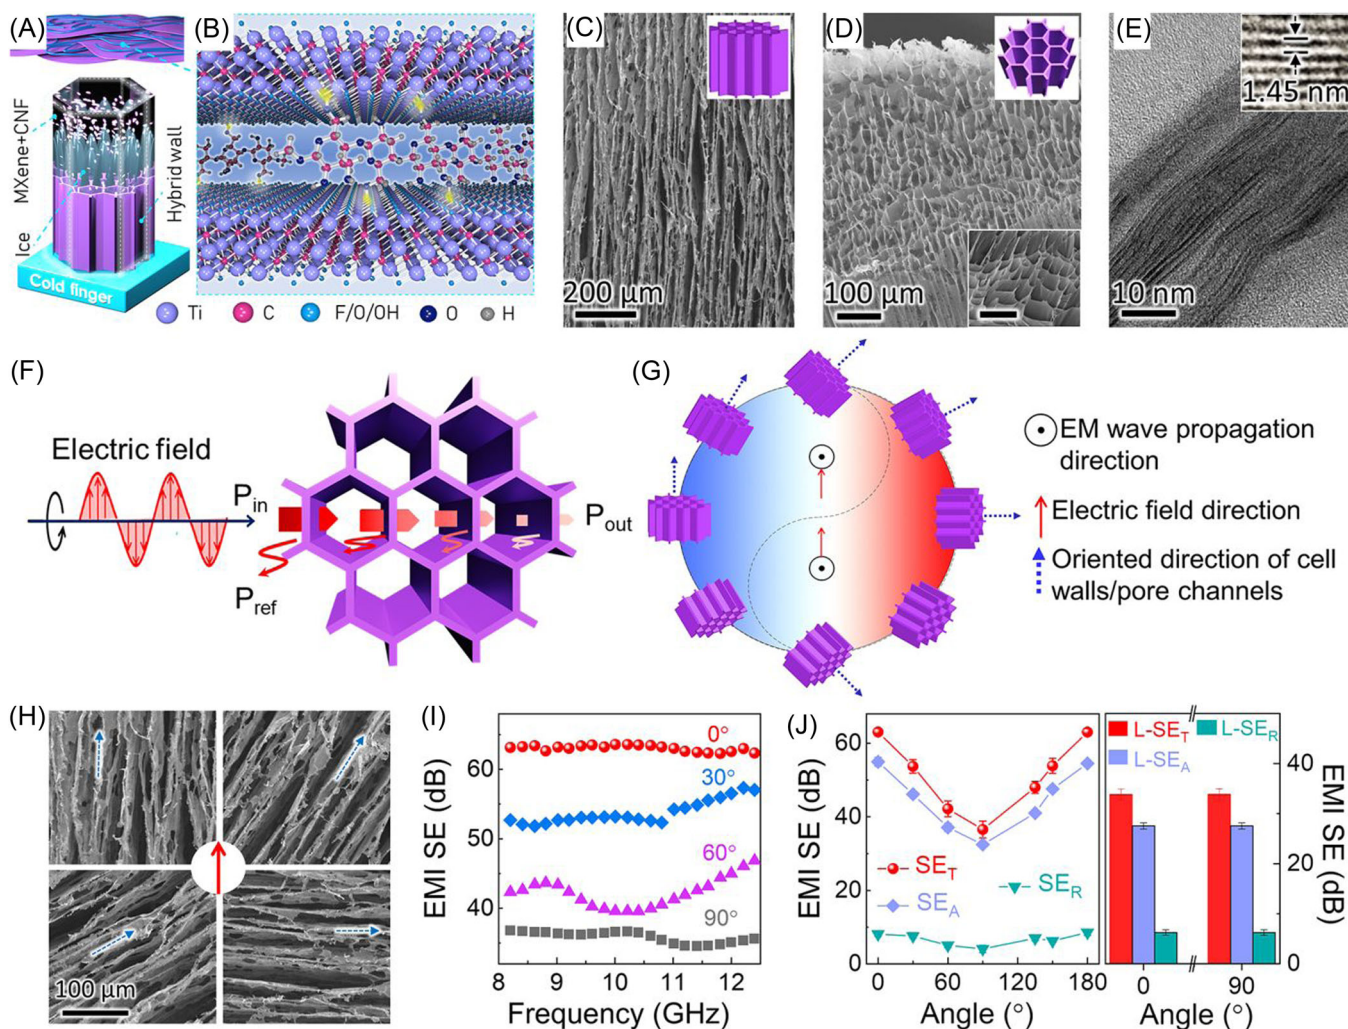 (A)
MXene+CNF
Ice
Hybrid wall
Cold finger
(B)
Ti
C
F/O/OH
O
H
(C)
200 μm
(D)
100 μm
(E)
1.45 nm
10 nm
(F)
Electric field
P_in
P_ref
P_out
(G)
EM wave propagation
direction
Electric field direction
Oriented direction of cell
walls/pore channels
(H)
100 μm
(I)
EMI SE (dB)
60
50
40
0°
30°
60°
90°
8
9
10
11
12
Frequency (GHz)
(J)
EMI SE (dB)
60
40
20
0
SE_T
SE_A
SE_R
0
60
120
180
Angle (°)
L-SE_T
L-SE_R
L-SE_A
40
20
0
EMI SE (dB)
0
90
Angle (°)